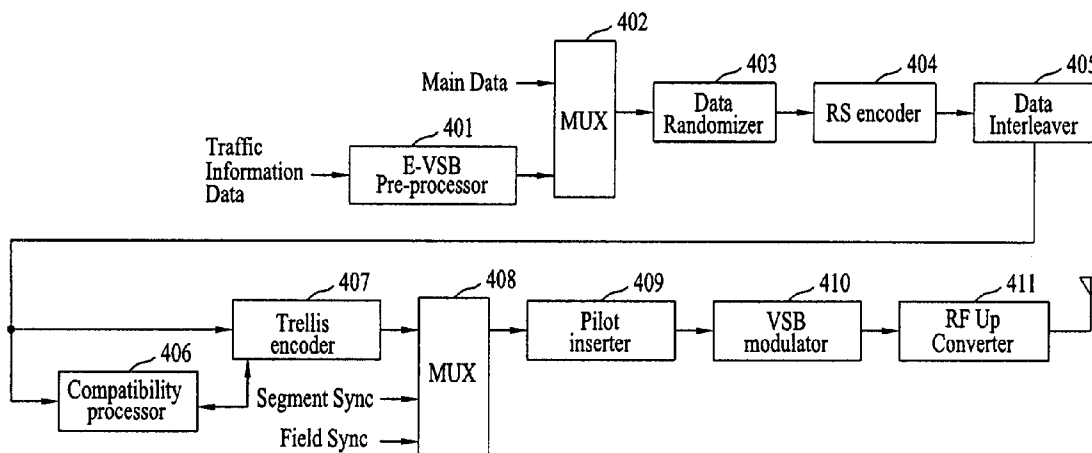 402
Main Data
MUX
403
Data
Randomizer
404
RS encoder
405
Data
Interleaver
Traffic
Information
Data
401
E-VSB
Pre-processor
407
Trellis
encoder
406
Compatibility
processor
408
MUX
Segment Sync
Field Sync
409
Pilot
inserter
410
VSB
modulator
411
RF Up
Converter